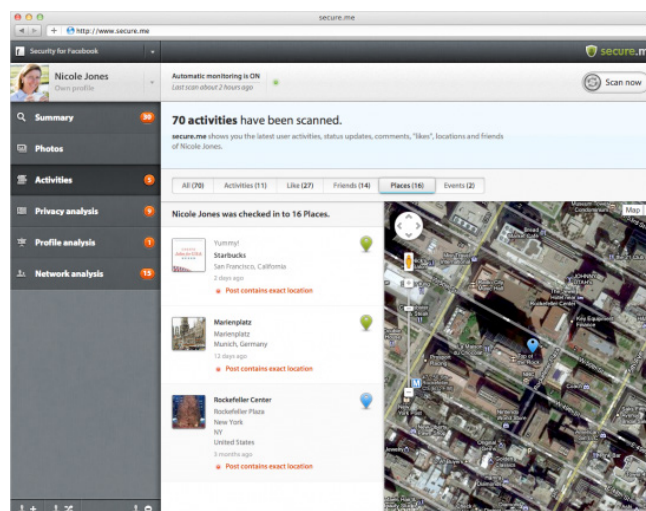 secure.me
http://www.secure.me
Security for Facebook
secure.m
Nicole Jones
Own profile
Automatic monitoring is ON
Last scan about 2 hours ago
Scan now
Summary 30
Photos
Activities 5
Privacy analysis 9
Profile analysis 1
Network analysis 15
70 activities have been scanned.
secure.me shows you the latest user activities, status updates, comments, "likes", locations and friends
of Nicole Jones.
All (70) Activities (11) Like (27) Friends (14) Places (16) Events (2)
Nicole Jones was checked in to 16 Places.
Yummy!
Starbucks
San Francisco, California
2 days ago
Post contains exact location
Marienplatz
Marienplatz
Munich, Germany
12 days ago
Post contains exact location
Rockefeller Center
Rockefeller Plaza
New York
NY
United States
3 months ago
Post contains exact location
Map
Top of
the Rock
Rockefeller Center